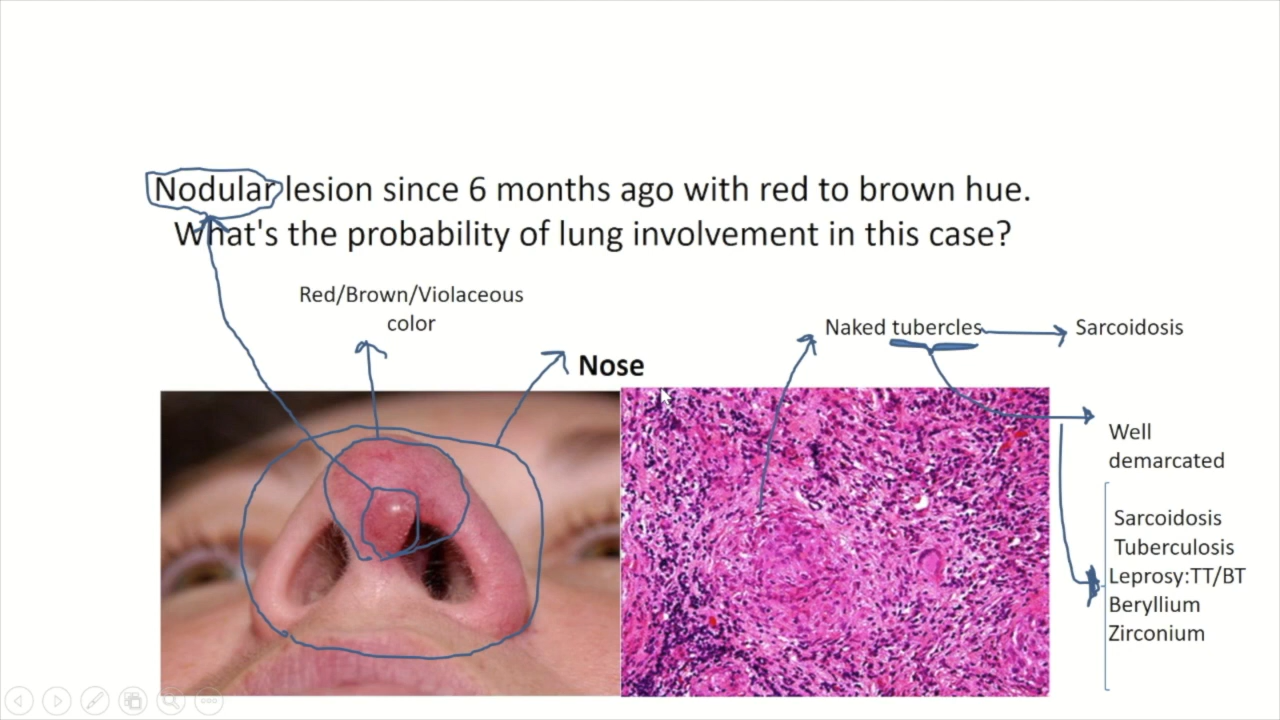 Nodular lesion since 6 months ago with red to brown hue.
What's the probability of lung involvement in this case?
Red/Brown/Violaceous
color
Naked tubercles
Sarcoidosis
Nose
Well
demarcated
Sarcoidosis
Tuberculosis
Leprosy:TT/BT
Beryllium
Zirconium